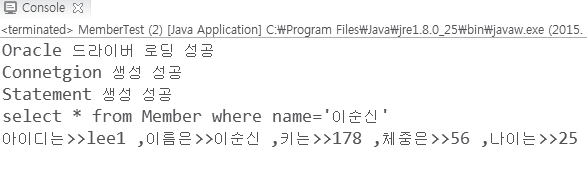 Console
<terminated> MemberTest (2) [Java Application] C:₩Program Files₩Java₩jre1.8.0_25₩bin₩javaw.exe (2015.
Oracle 드라이버 로딩 성공
Connetgion 생성 성공
Statement 생성 성공
select * from Member where name='이순신'
아이디는>>lee1 ,이름은>>이순신 ,키는>>178 ,체중은>>56 ,나이는>>25